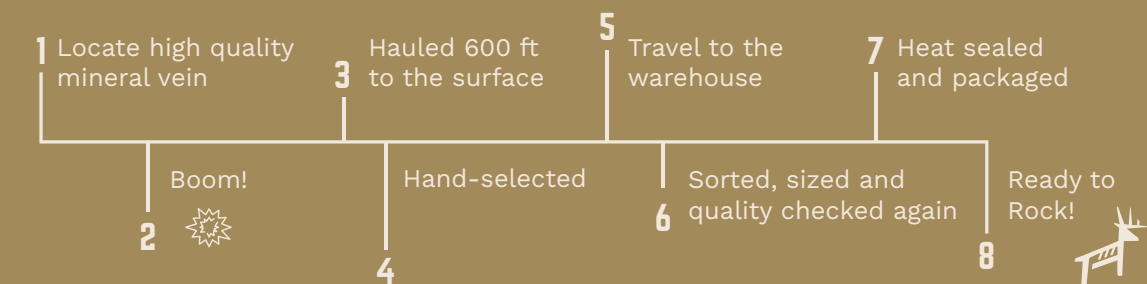 1 Locate high quality
mineral vein
2 Boom!
3 Hauled 600 ft
to the surface
4 Hand-selected
5 Travel to the
warehouse
6 Sorted, sized and
quality checked again
7 Heat sealed
and packaged
8 Ready to
Rock!